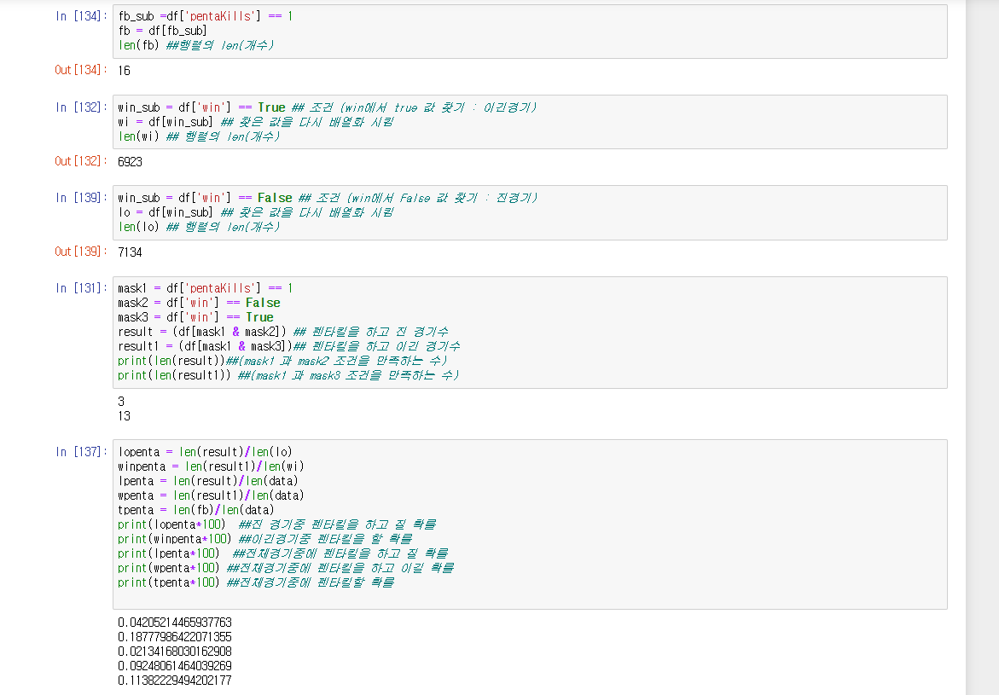 In [134]: fb_sub =df['pentaKills'] == 1
fb = df[fb_sub]
len(fb) ##행렬의 len(개수)
Out[134]: 16
In [132]: win_sub = df['win'] == True ## 조건 (win에서 true 값 찾기 : 이긴경기)
wi = df[win_sub] ## 찾은 값을 다시 배열화 시킴
len(wi) ## 행렬의 len(개수)
Out[132]: 6923
In [139]: win_sub = df['win'] == False ## 조건 (win에서 False 값 찾기 : 진경기)
lo = df[win_sub] ## 찾은 값을 다시 배열화 시킴
len(lo) ## 행렬의 len(개수)
Out[139]: 7134
In [131]: mask1 = df['pentaKills'] == 1
mask2 = df['win'] == False
mask3 = df['win'] == True
result = (df[mask1 & mask2]) ## 펜타킬을 하고 진 경기수
result1 = (df[mask1 & mask3])## 펜타킬을 하고 이긴 경기수
print(len(result))##(mask1 과 mask2 조건을 만족하는 수)
print(len(result1)) ##(mask1 과 mask3 조건을 만족하는 수)
3
13
In [137]: lopenta = len(result)/len(lo)
winpenta = len(result1)/len(wi)
lpenta = len(result)/len(data)
wpenta = len(result1)/len(data)
tpenta = len(fb)/len(data)
print(lopenta*100)  ##진 경기중 펜타킬을 하고 질 확률
print(winpenta*100) ##이긴경기중 펜타킬을 할 확률
print(lpenta*100)  ##전체경기중에 펜타킬을 하고 질 확률
print(wpenta*100) ##전체경기중에 펜타킬을 하고 이길 확률
print(tpenta*100) ##전체경기중에 펜타킬할 확률
0.04205214465937763
0.18777986422071355
0.02134168030162908
0.09248061464039269
0.11382229494202177